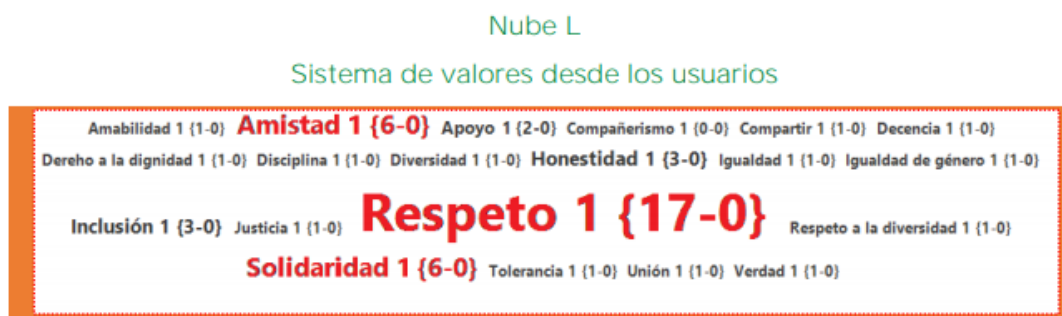 Nube L
Sistema de valores desde los usuarios
Amabilidad 1 {1-0} Amistad 1 {6-0} Apoyo 1 {2-0} Compañerismo 1 {0-0} Compartir 1 {1-0} Decencia 1 {1-0}
Dereho a la dignidad 1 {1-0} Disciplina 1 {1-0} Diversidad 1 {1-0} Honestidad 1 {3-0} Igualdad 1 {1-0} Igualdad de género 1 {1-0}
Inclusión 1 {3-0} Justicia 1 {1-0} Respeto 1 {17-0} Respeto a la diversidad 1 {1-0}
Solidaridad 1 {6-0} Tolerancia 1 {1-0} Unión 1 {1-0} Verdad 1 {1-0}